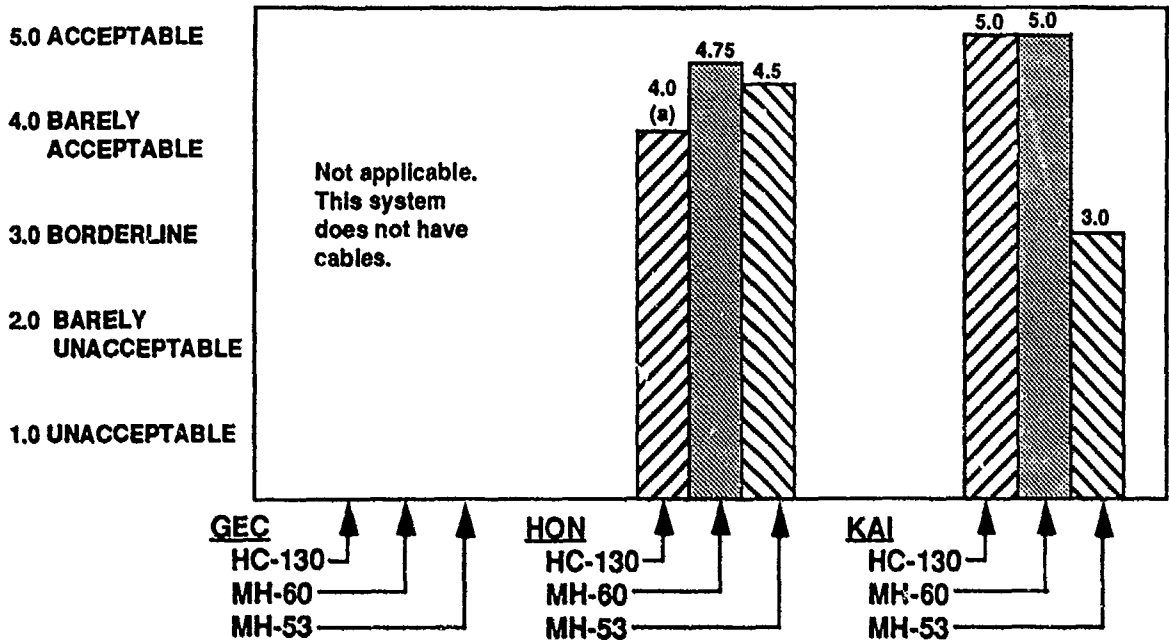 5.0 ACCEPTABLE
4.0 BARELY
ACCEPTABLE
3.0 BORDERLINE
2.0 BARELY
UNACCEPTABLE
1.0 UNACCEPTABLE
Not applicable.
This system
does not have
cables.
4.0
(a)
4.75
4.5
5.0
5.0
3.0
GEC
HC-130
MH-60
MH-53
HON
HC-130
MH-60
MH-53
KAI
HC-130
MH-60
MH-53